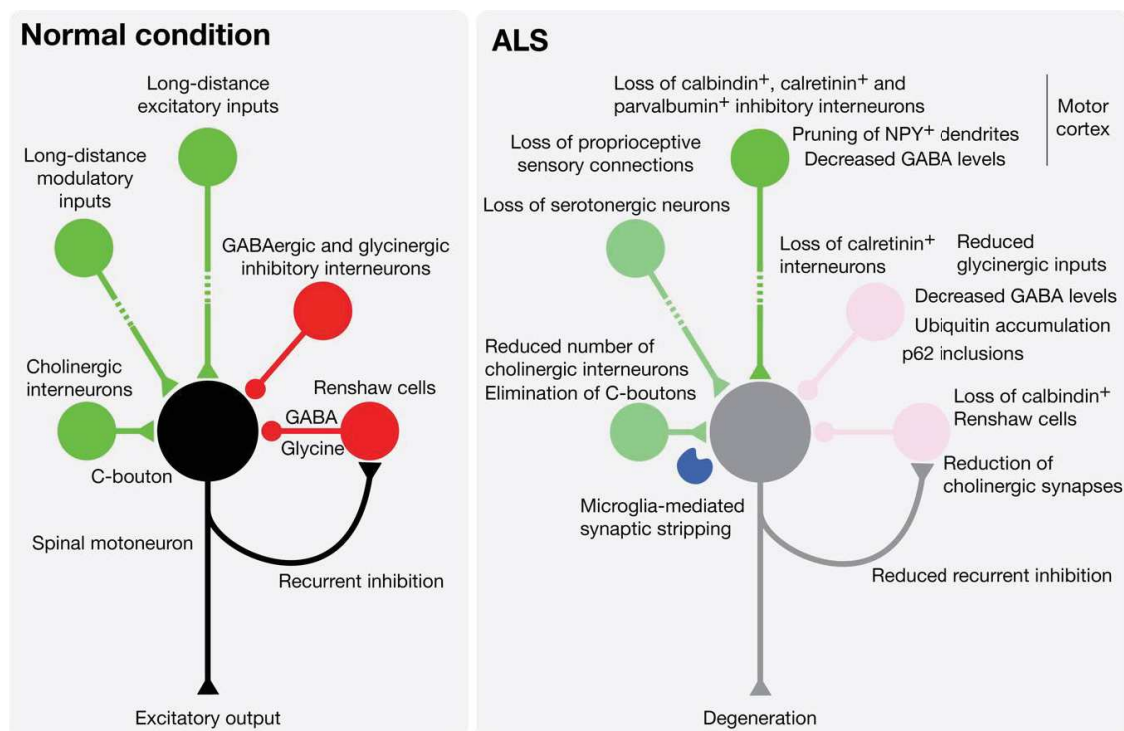 Normal condition
Long-distance
excitatory inputs
Long-distance
modulatory
inputs
GABAergic and glycinergic
inhibitory interneurons
Cholinergic
interneurons
Renshaw cells
GABA
Glycine
C-bouton
Spinal motoneuron
Recurrent inhibition
Excitatory output
ALS
Loss of calbindin⁺, calretinin⁺ and
parvalbumin⁺ inhibitory interneurons
Pruning of NPY⁺ dendrites
Decreased GABA levels
Motor
cortex
Loss of proprioceptive
sensory connections
Loss of serotonergic neurons
Loss of calretinin⁺
interneurons
Reduced
glycinergic inputs
Decreased GABA levels
Ubiquitin accumulation
p62 inclusions
Reduced number of
cholinergic interneurons
Elimination of C-boutons
Loss of calbindin⁺
Renshaw cells
Reduction of
cholinergic synapses
Microglia-mediated
synaptic stripping
Reduced recurrent inhibition
Degeneration